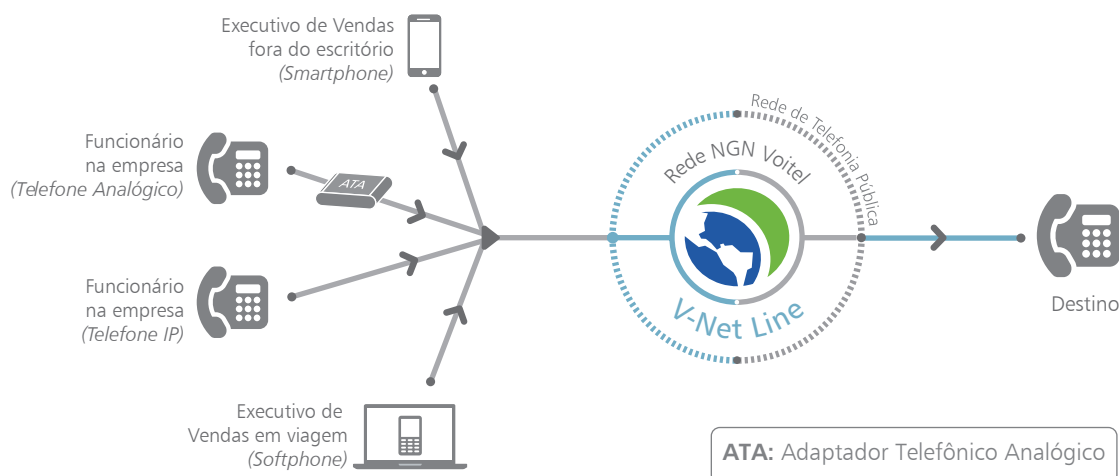 Executivo de Vendas
fora do escritório
(Smartphone)
Funcionário
na empresa
(Telefone Analógico)
ATA
Funcionário
na empresa
(Telefone IP)
Executivo de
Vendas em viagem
(Softphone)
Rede de Telefonia Pública
Rede NGN Voitel
V-Net Line
Destino
ATA: Adaptador Telefônico Analógico